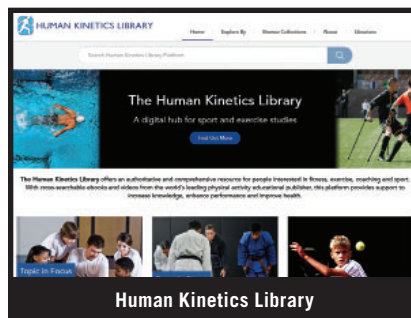 HUMAN KINETICS LIBRARY
Home Explore By Human Collections About Librarians
Search Human Kinetics Library Platform
The Human Kinetics Library
A digital hub for sport and exercise studies
Find Out More
The Human Kinetics Library offers an authoritative and comprehensive resource for people interested in fitness, exercise, coaching and sport.
With cross-searchable ebooks and videos from the world's leading physical activity educational publisher, this platform provides support to
increase knowledge, enhance performance and improve health.
Topic in Focus
Human Kinetics Library